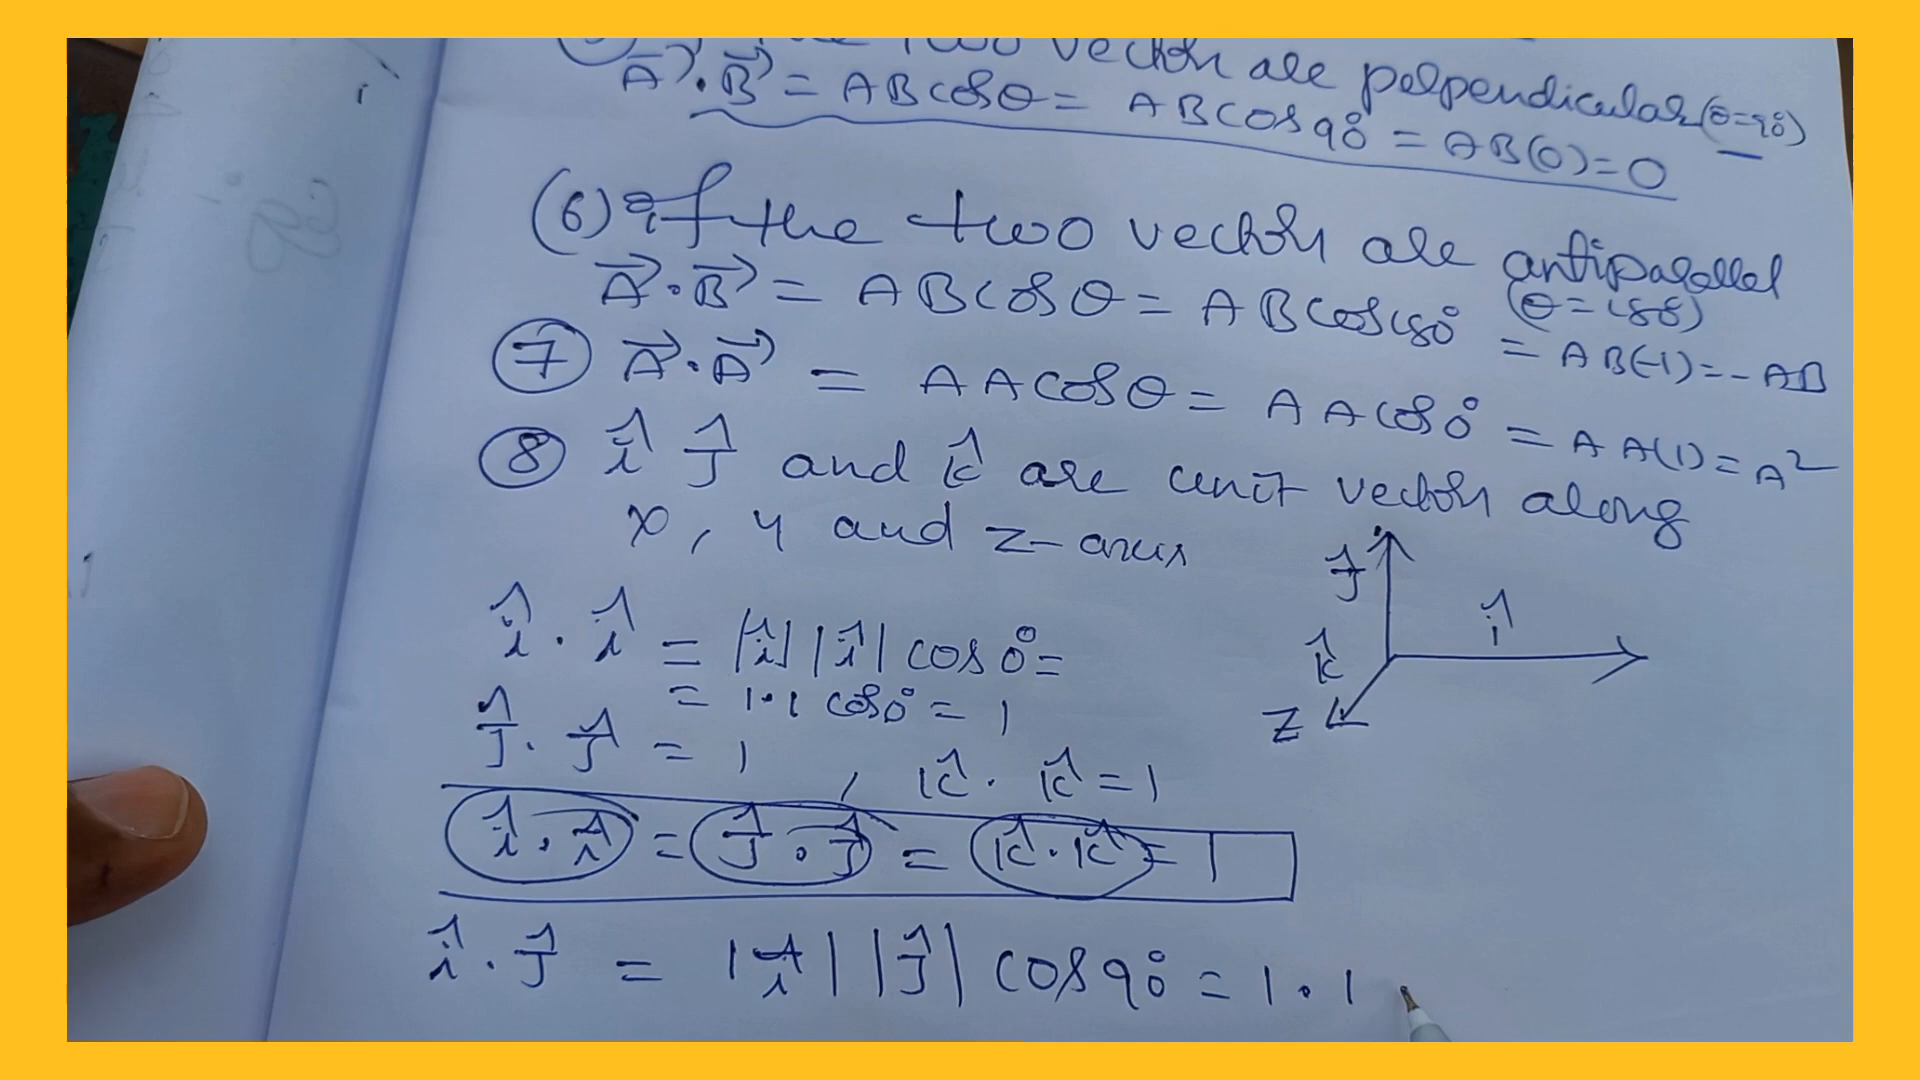 two vector are perpendicular (θ=90°)
A⃗.B⃗ = ABcosθ = ABcos90° = AB(0)=0
(6) if the two vector are antiparallel
(θ=180°)
A⃗.B⃗ = ABcosθ = ABcos180° = AB(-1)=-AB
(7) A⃗.A⃗ = AAcosθ = AAcos0° = AA(1)=A²
(8) î ĵ and k̂ are unit vector along
x, y and z-axis
ĵ
î
k̂
z
î.î = |î| |î| cos0° =
= 1.1 cos0° = 1
ĵ.ĵ = 1 , k̂.k̂ = 1
î.î = ĵ.ĵ = k̂.k̂ = 1
î.ĵ = |î| |ĵ| cos90° = 1.1